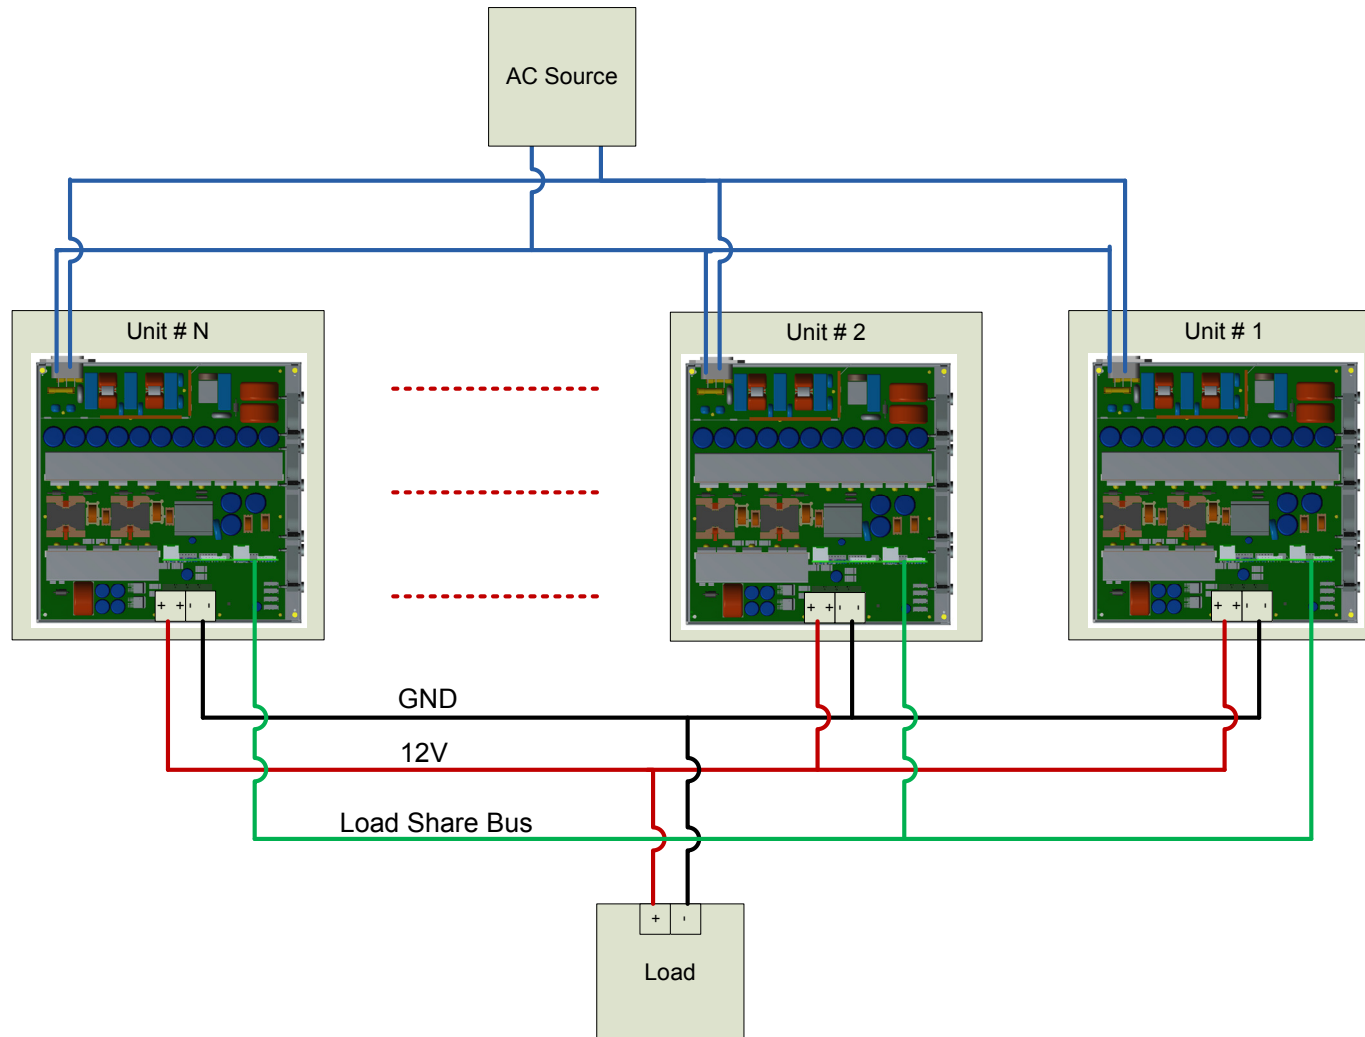 AC Source
Unit # N
Unit # 2
Unit # 1
+ + - -
+ + - -
+ + - -
GND
12V
Load Share Bus
+ -
Load